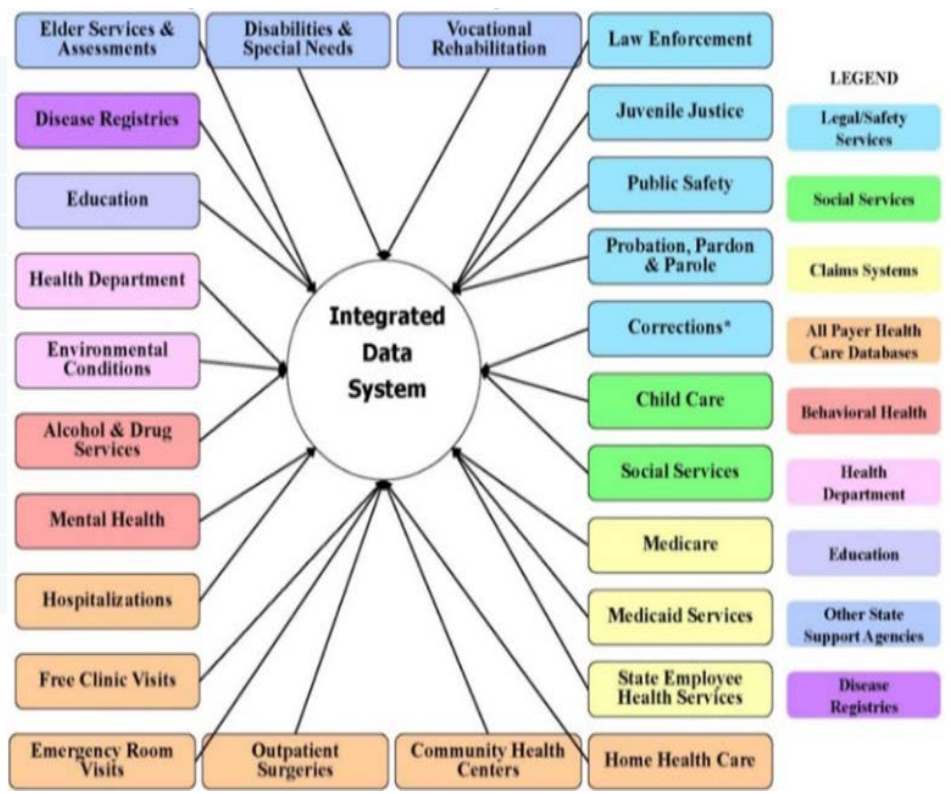 Elder Services &
Assessments
Disabilities &
Special Needs
Vocational
Rehabilitation
Law Enforcement
Disease Registries
Education
Health Department
Environmental
Conditions
Alcohol & Drug
Services
Mental Health
Hospitalizations
Free Clinic Visits
Emergency Room
Visits
Outpatient
Surgeries
Community Health
Centers
Home Health Care
Integrated
Data
System
Juvenile Justice
Public Safety
Probation, Pardon
& Parole
Corrections*
Child Care
Social Services
Medicare
Medicaid Services
State Employee
Health Services
LEGEND
Legal/Safety
Services
Social Services
Claims Systems
All Payer Health
Care Databases
Behavioral Health
Health
Department
Education
Other State
Support Agencies
Disease
Registries